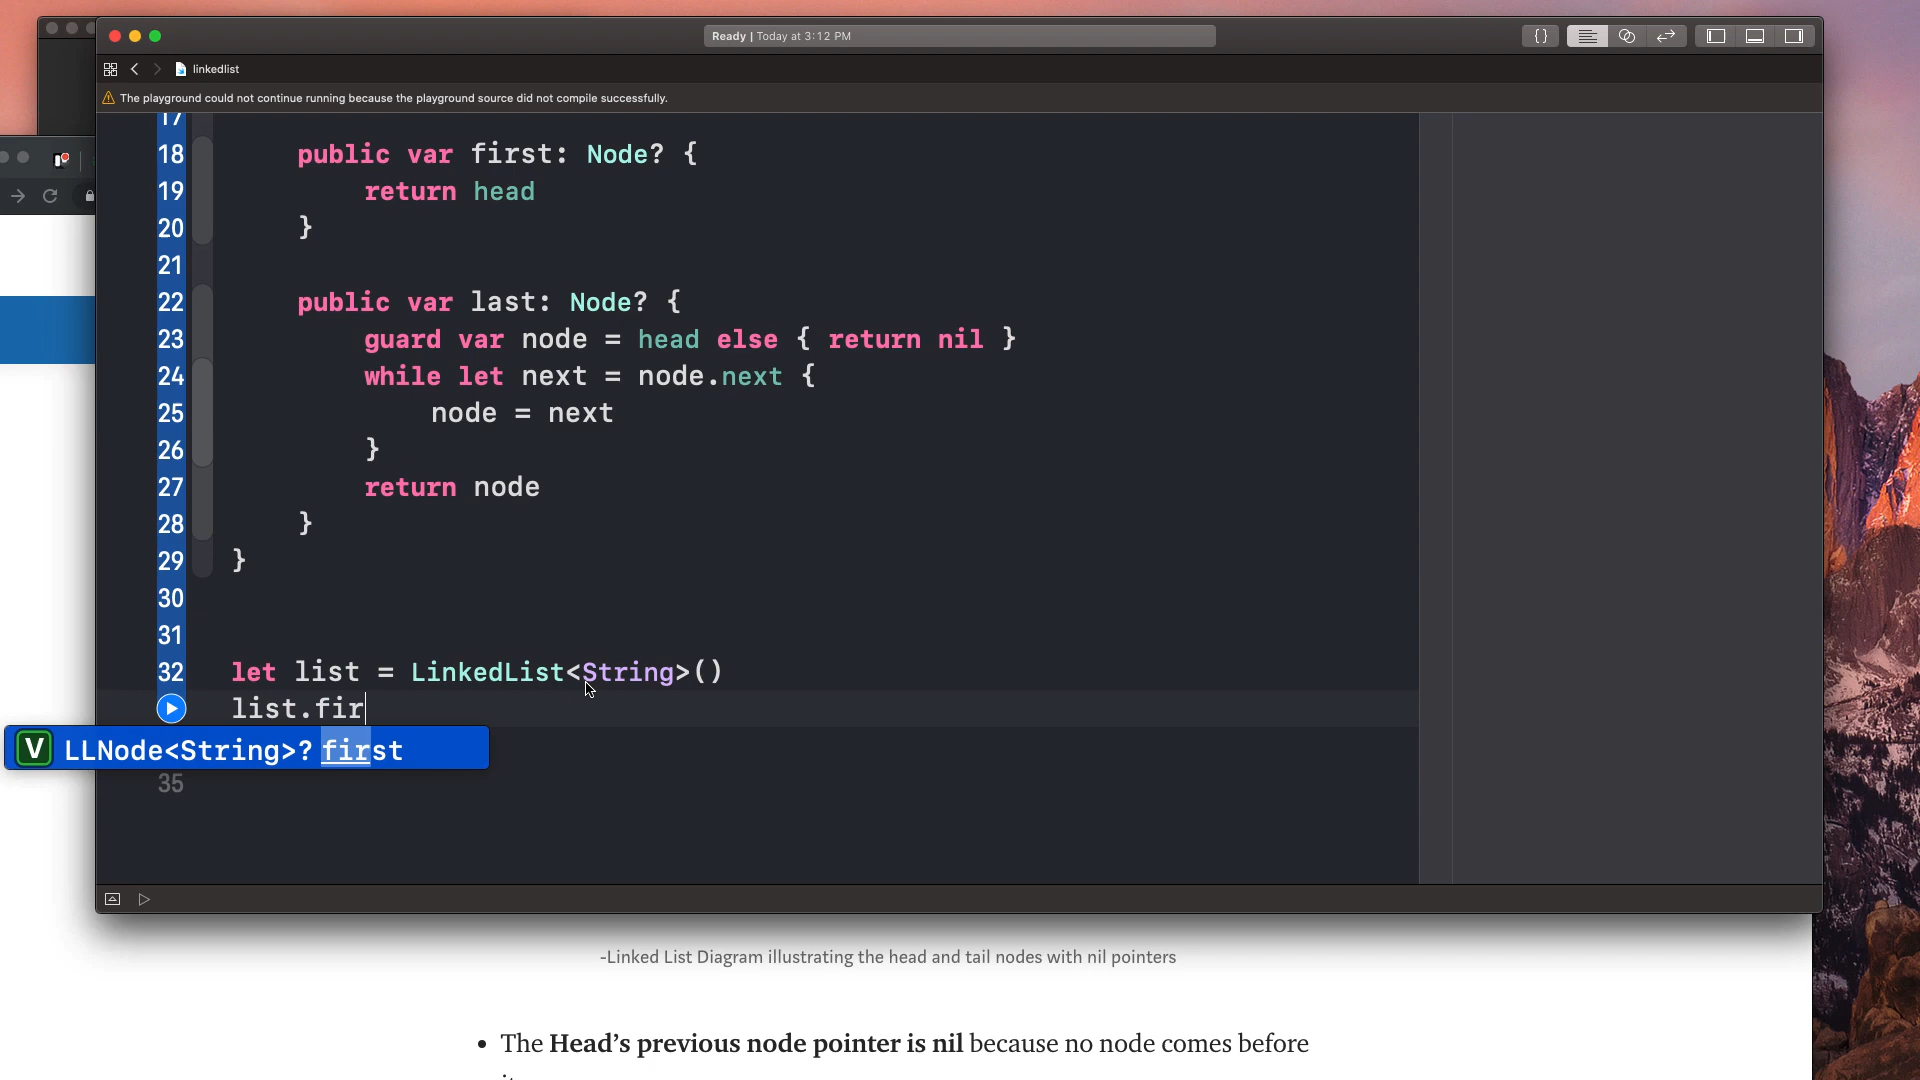 Ready | Today at 3:12 PM
{}
linkedlist
The playground could not continue running because the playground source did not compile successfully.
17
18 public var first: Node? {
19 return head
20 }
21
22 public var last: Node? {
23 guard var node = head else { return nil }
24 while let next = node.next {
25 node = next
26 }
27 return node
28 }
29 }
30
31
32 let list = LinkedList<String>()
list.fir
V LLNode<String>? first
35
-Linked List Diagram illustrating the head and tail nodes with nil pointers
• The Head’s previous node pointer is nil because no node comes before